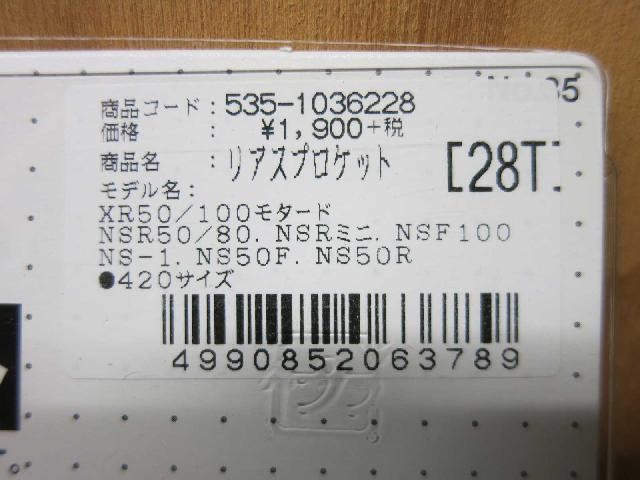 No.35
商品コード:535-1036228
価格 : ¥1,900+税
商品名 :リアスプロケット [28T]
モデル名:
XR50/100モタード
NSR50/80.NSRミニ.NSF100
NS-1.NS50F.NS50R
●420サイズ
4990852063789